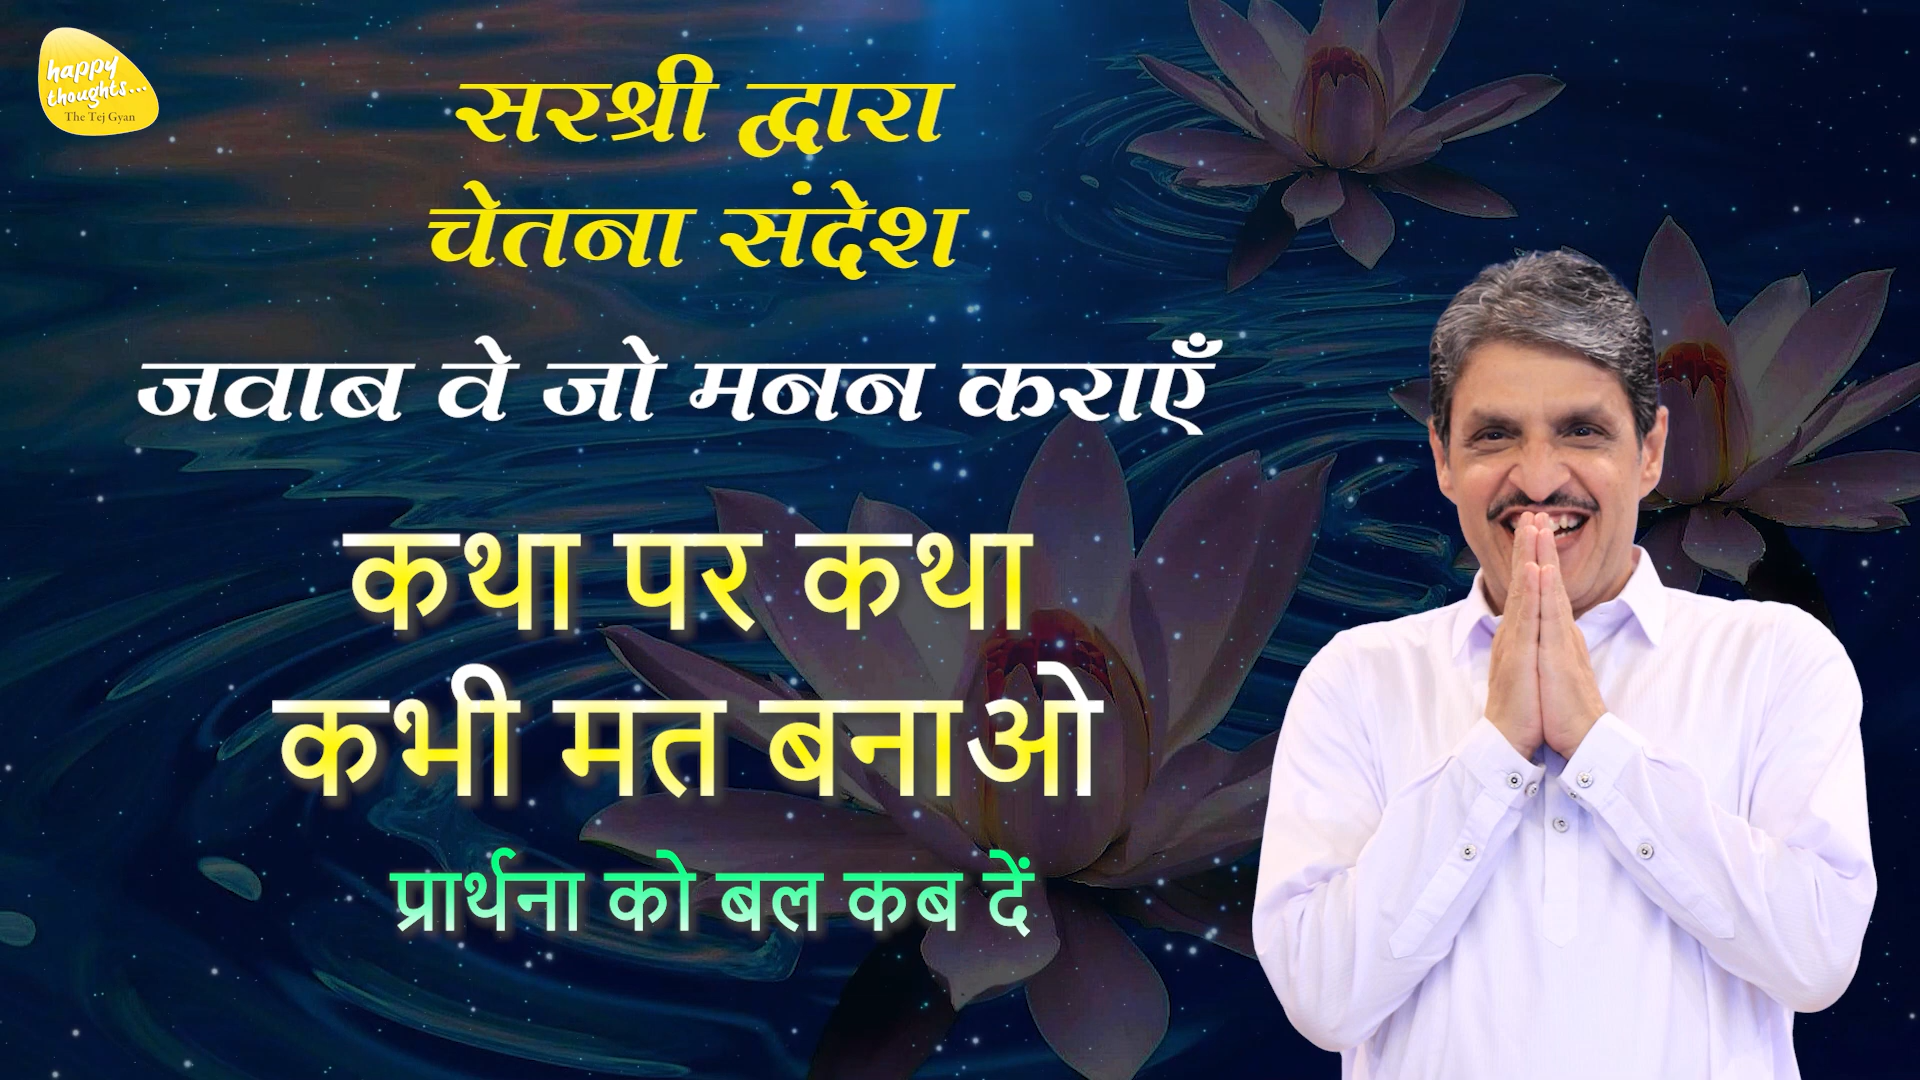 happy
thoughts...
The Tej Gyan
सरश्री द्वारा
चेतना संदेश
जवाब वे जो मनन कराएँ
कथा पर कथा
कभी मत बनाओ
प्रार्थना को बल कब दें